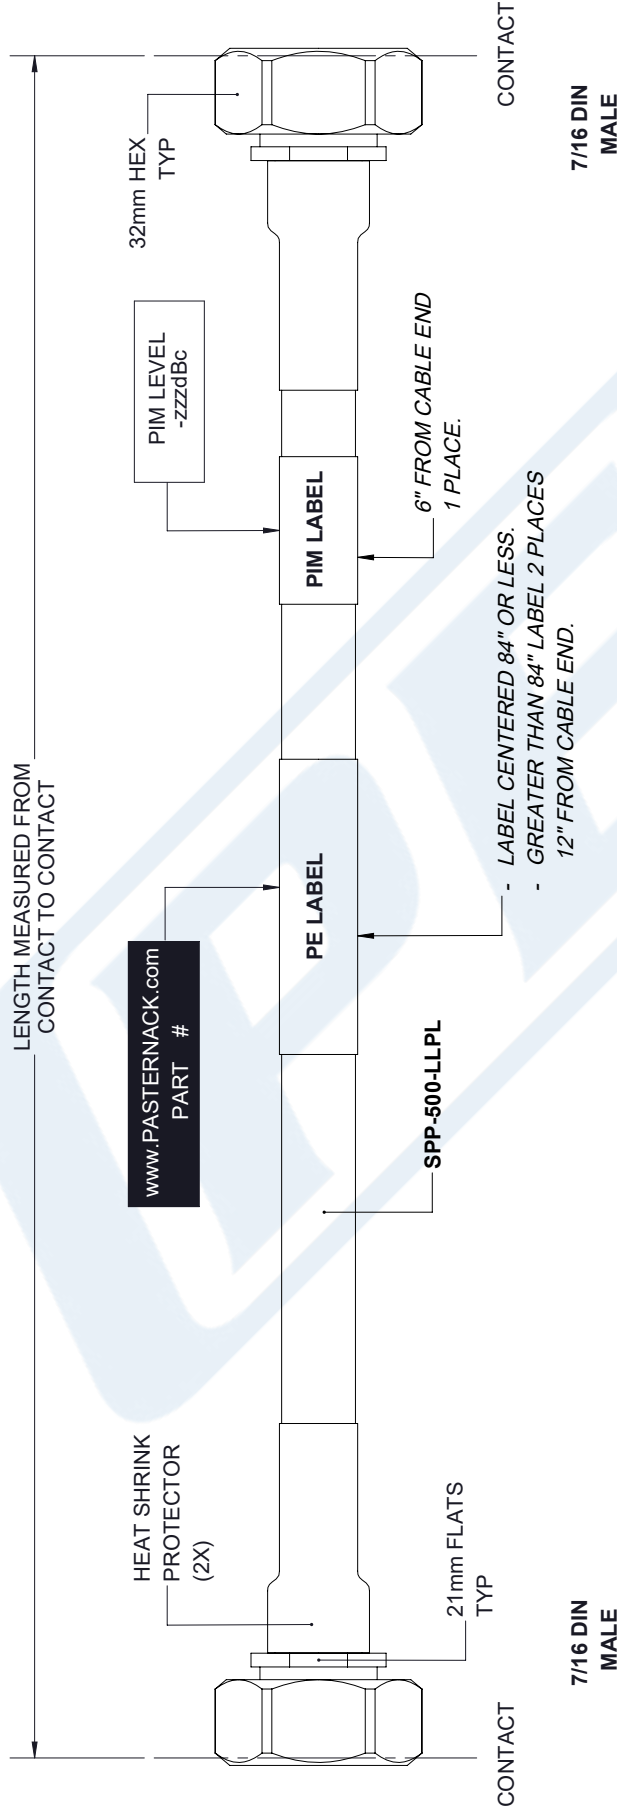 LENGTH MEASURED FROM
CONTACT TO CONTACT
HEAT SHRINK
PROTECTOR
(2X)
www.PASTERNACK.com
PART #
PIM LEVEL
-zzzdBc
32mm HEX
TYP
PE LABEL
PIM LABEL
21mm FLATS
TYP
SPP-500-LLPL
- LABEL CENTERED 84" OR LESS.
- GREATER THAN 84" LABEL 2 PLACES
12" FROM CABLE END.
6" FROM CABLE END
1 PLACE.
CONTACT
CONTACT
7/16 DIN
MALE
7/16 DIN
MALE